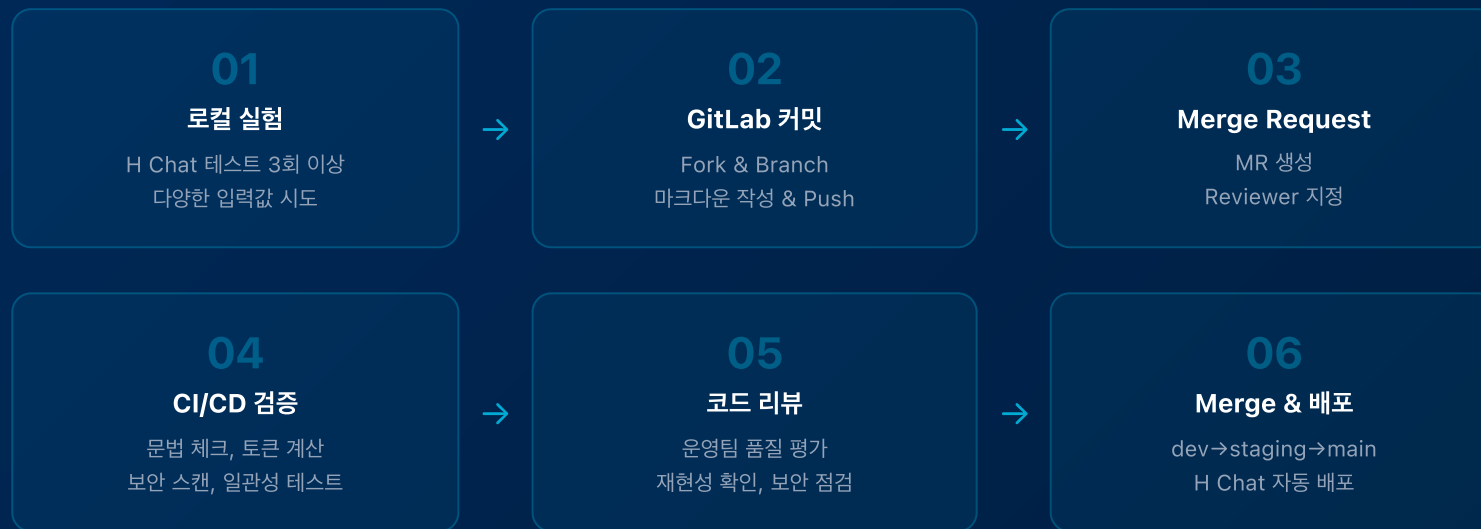 01
로컬 실험
H Chat 테스트 3회 이상
다양한 입력값 시도
→
02
GitLab 커밋
Fork & Branch
마크다운 작성 & Push
→
03
Merge Request
MR 생성
Reviewer 지정
04
CI/CD 검증
문법 체크, 토큰 계산
보안 스캔, 일관성 테스트
→
05
코드 리뷰
운영팀 품질 평가
재현성 확인, 보안 점검
→
06
Merge & 배포
dev→staging→main
H Chat 자동 배포